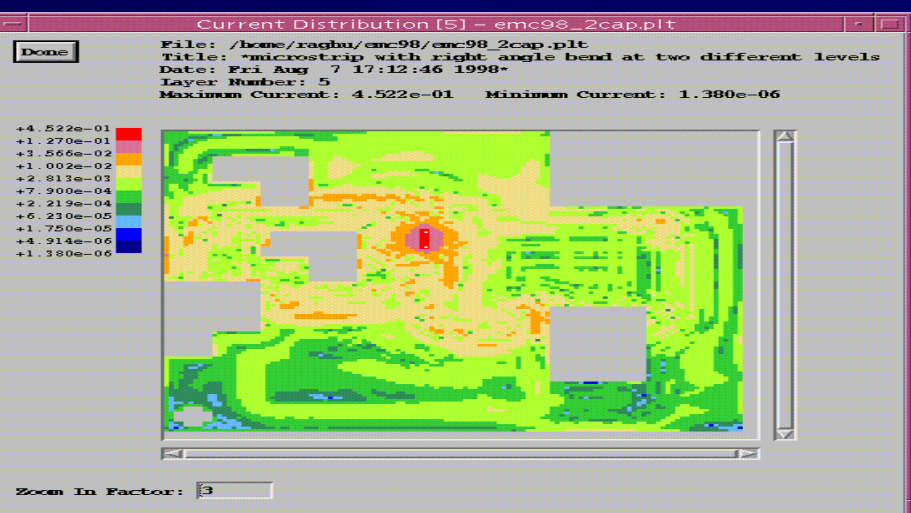 Current Distribution [5] - emc98_2cap.plt
Done
File: /home/raghu/emc98/emc98_2cap.plt
Title: *microstrip with right angle bend at two different levels
Date: Fri Aug 7 17:12:46 1998*
Layer Number: 5
Maximum Current: 4.522e-01 Minimum Current: 1.380e-06
+4.522e-01
+1.270e-01
+3.566e-02
+1.002e-02
+2.813e-03
+7.900e-04
+2.219e-04
+6.230e-05
+1.750e-05
+4.914e-06
+1.380e-06
Zoom In Factor: 3